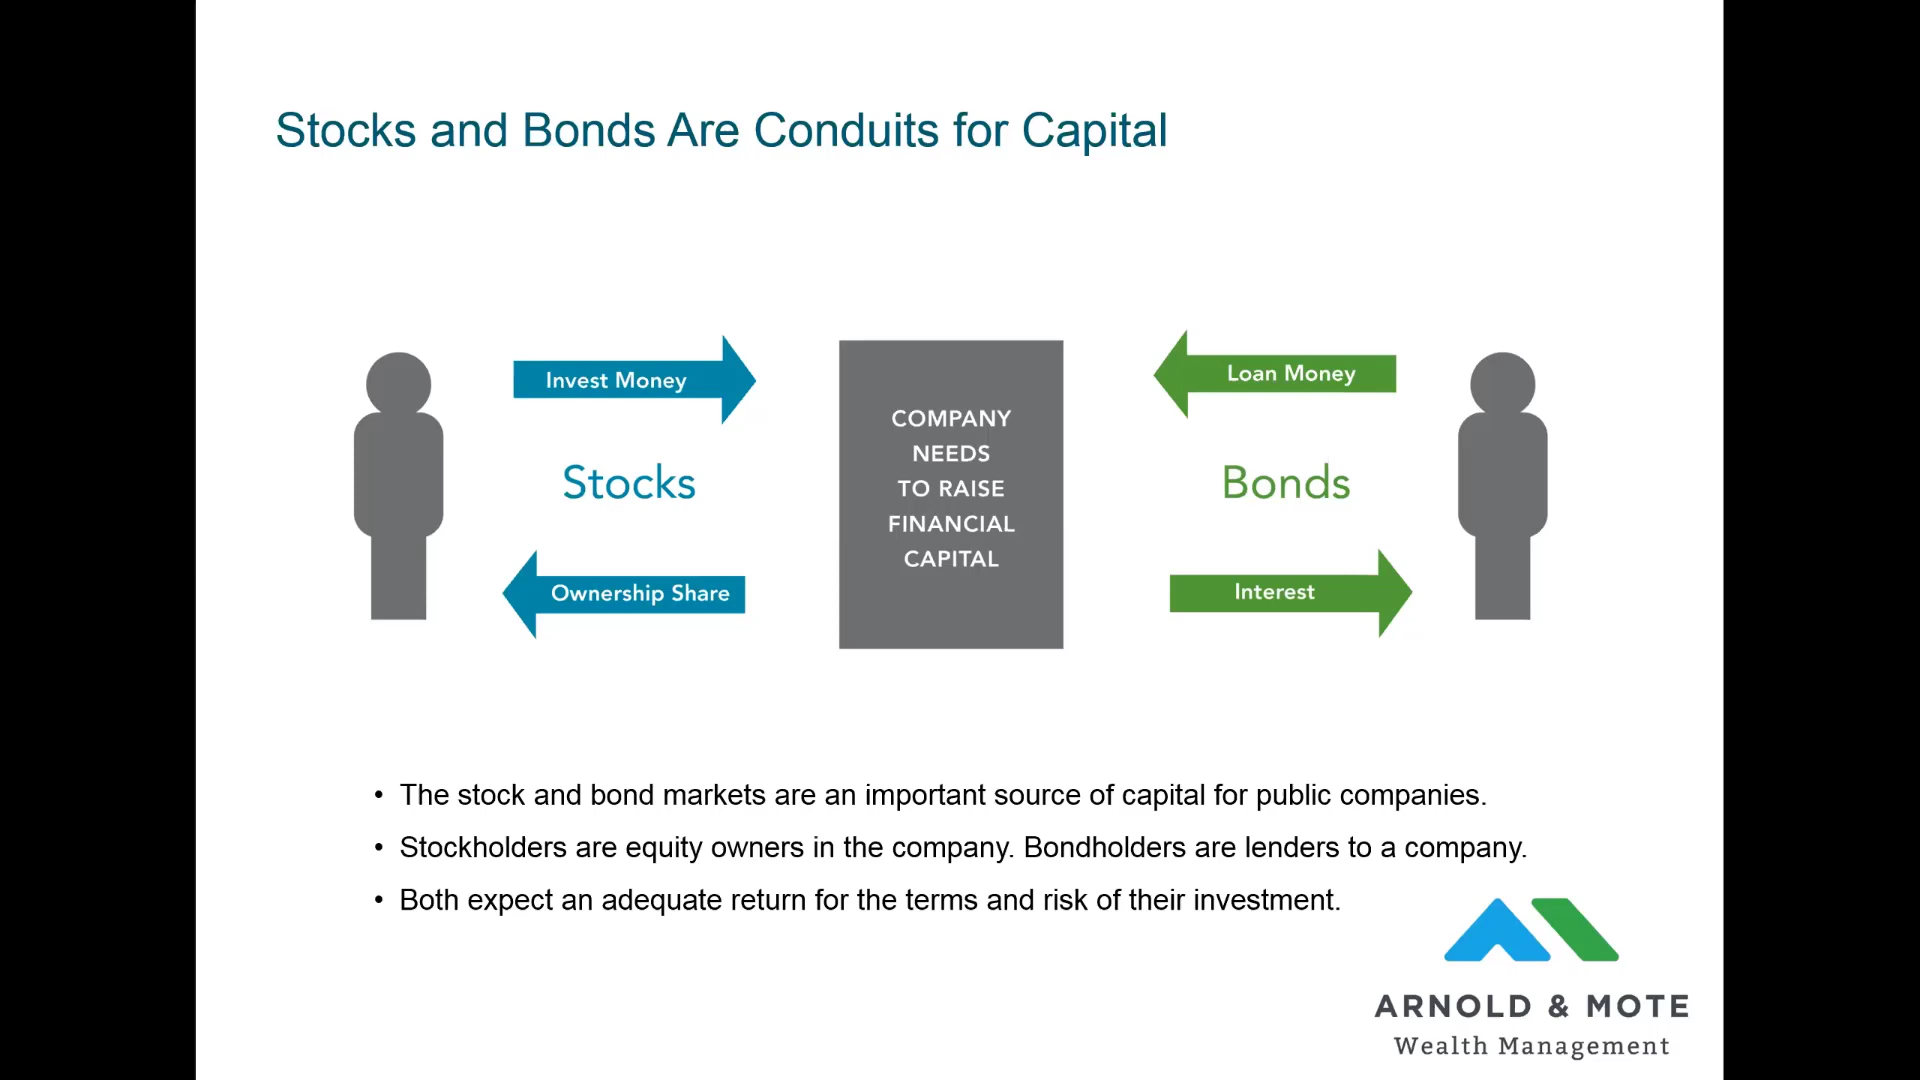 Stocks and Bonds Are Conduits for Capital
Invest Money
Stocks
Ownership Share
COMPANY
NEEDS
TO RAISE
FINANCIAL
CAPITAL
Loan Money
Bonds
Interest
• The stock and bond markets are an important source of capital for public companies.
• Stockholders are equity owners in the company. Bondholders are lenders to a company.
• Both expect an adequate return for the terms and risk of their investment.
ARNOLD & MOTE
Wealth Management